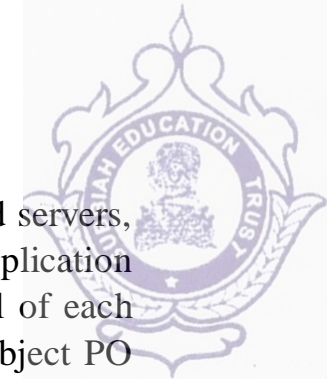 EDUCATION TRUST
d servers,
plication
l of each
bject PO